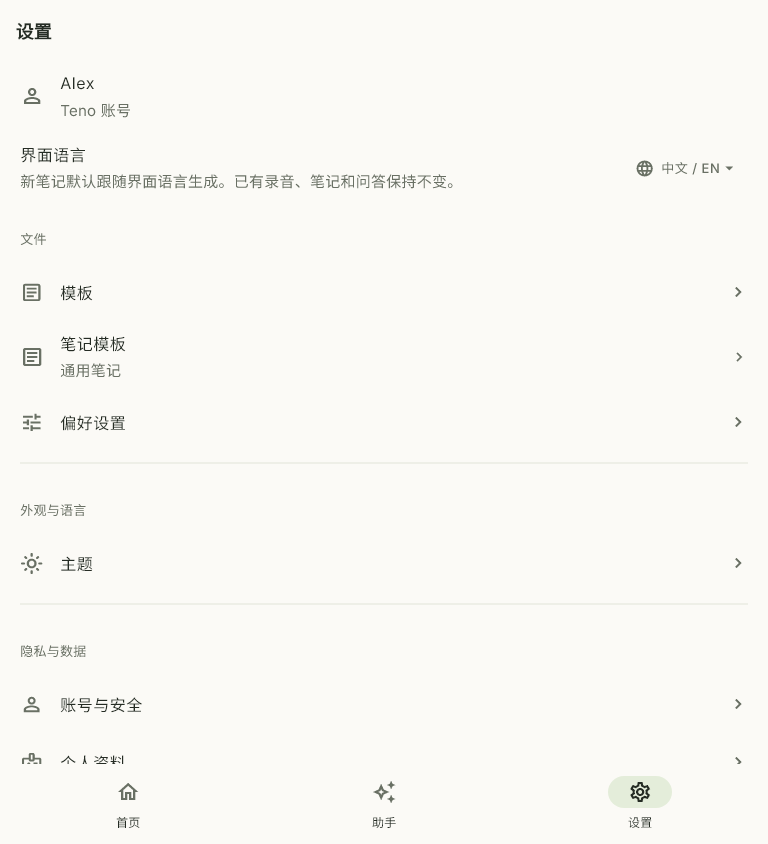 设置
Alex
Teno 账号
界面语言
新笔记默认跟随界面语言生成。已有录音、笔记和问答保持不变。
中文 / EN
文件
模板
笔记模板
通用笔记
偏好设置
外观与语言
主题
隐私与数据
账号与安全
个人资料
首页
助手
设置